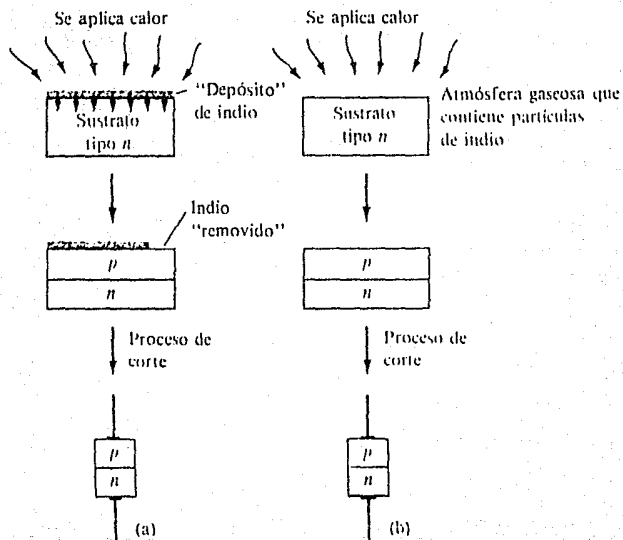 Se aplica calor
"Depósito"
de indio
Sustrato
tipo n
Indio
"removido"
p
n
Proceso de
corte
p
n
(a)
Se aplica calor
Atmósfera gaseosa que
contiene partículas
de indio
Sustrato
tipo n
p
n
Proceso de
corte
p
n
(b)